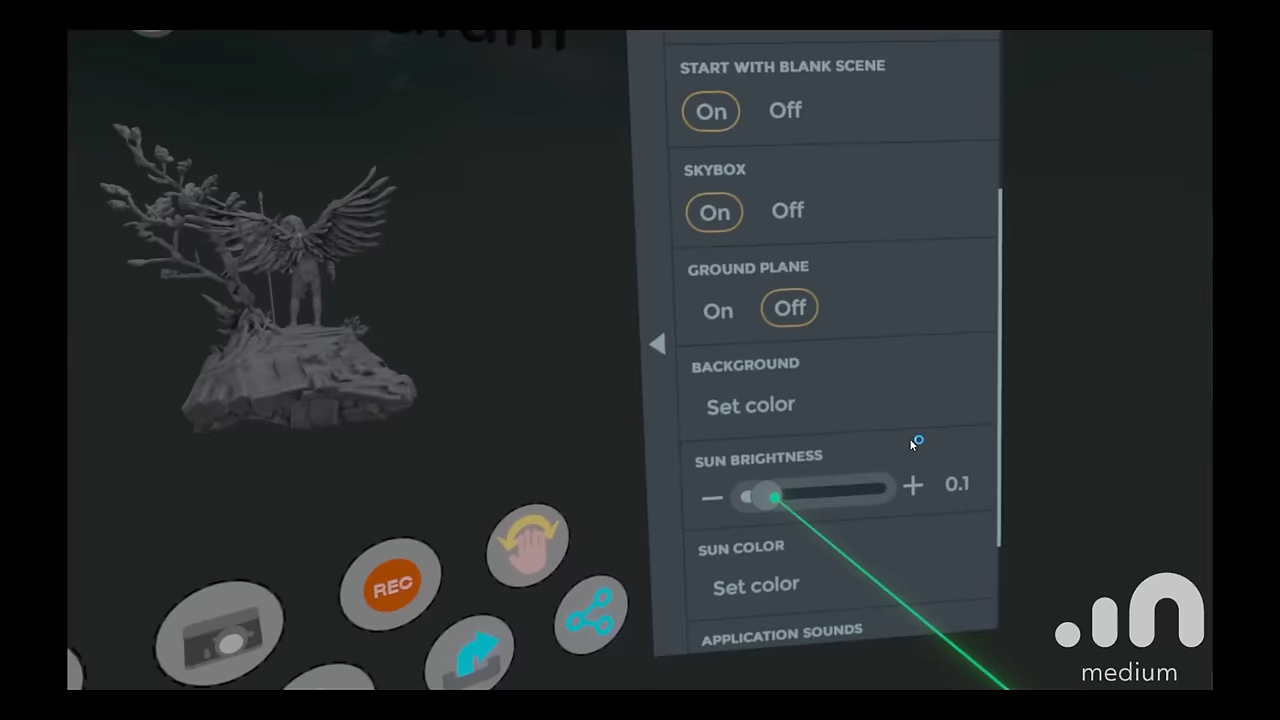 START WITH BLANK SCENE
On Off
SKYBOX
On Off
GROUND PLANE
On Off
BACKGROUND
Set color
SUN BRIGHTNESS
0.1
SUN COLOR
Set color
APPLICATION SOUNDS
REC
medium